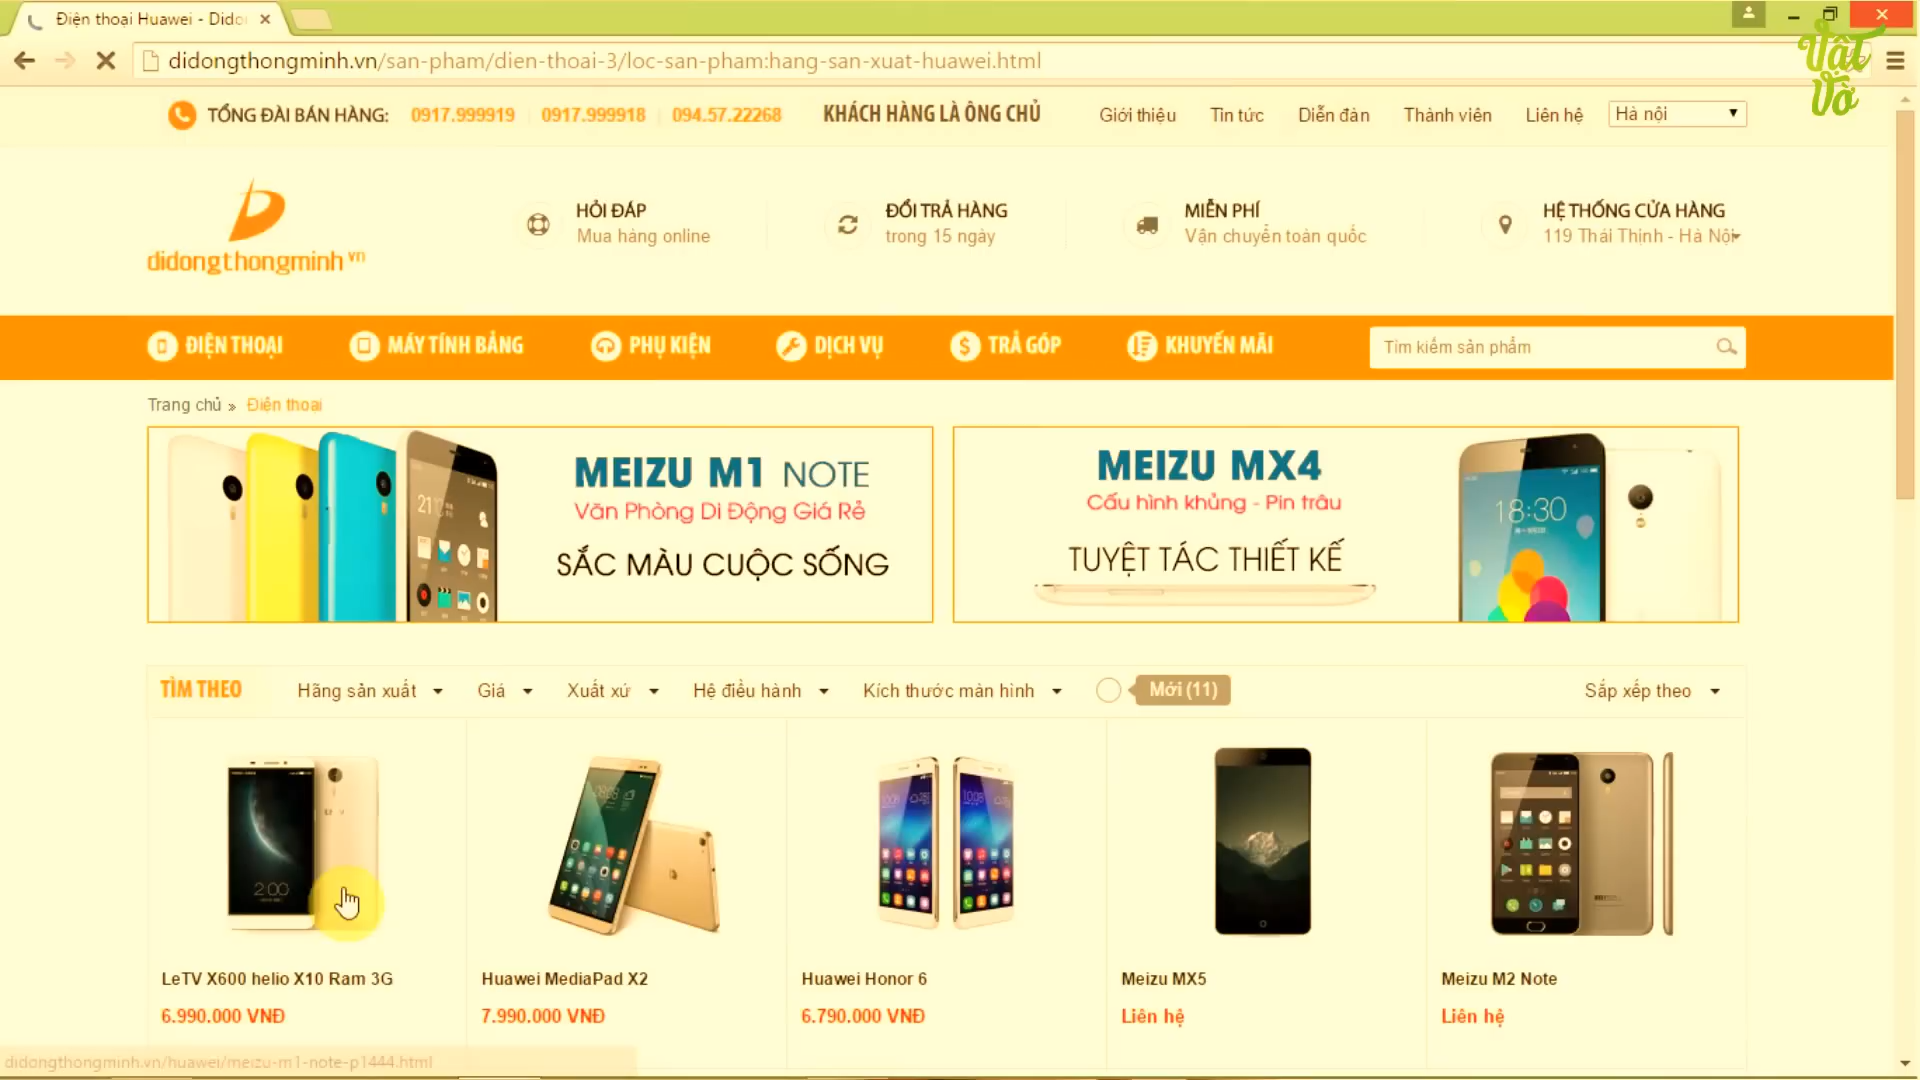 Điện thoại Huawei - Dido
didongthongminh.vn/san-pham/dien-thoai-3/loc-san-pham:hang-san-xuat-huawei.html
Vật Vờ
TỔNG ĐÀI BÁN HÀNG: 0917.999919 0917.999918 094.57.22268 KHÁCH HÀNG LÀ ÔNG CHỦ Giới thiệu Tin tức Diễn đàn Thành viên Liên hệ Hà nội
HỎI ĐÁP ĐỔI TRẢ HÀNG MIỄN PHÍ HỆ THỐNG CỬA HÀNG
Mua hàng online trong 15 ngày Vận chuyển toàn quốc 119 Thái Thịnh - Hà Nội
didongthongminh.vn
ĐIỆN THOẠI MÁY TÍNH BẢNG PHỤ KIỆN DỊCH VỤ TRẢ GÓP KHUYẾN MÃI Tìm kiếm sản phẩm
Trang chủ » Điện thoại
MEIZU M1 NOTE
Văn Phòng Di Động Giá Rẻ
SẮC MÀU CUỘC SỐNG
MEIZU MX4
Cấu hình khủng - Pin trâu
TUYỆT TÁC THIẾT KẾ
18:30
TÌM THEO Hãng sản xuất Giá Xuất xứ Hệ điều hành Kích thước màn hình Mới (11) Sắp xếp theo
2:00
LeTV X600 helio X10 Ram 3G Huawei MediaPad X2 Huawei Honor 6 Meizu MX5 Meizu M2 Note
6.990.000 VNĐ 7.990.000 VNĐ 6.790.000 VNĐ Liên hệ Liên hệ
didongthongminh.vn/huawei/meizu-m1-note-p1444.html